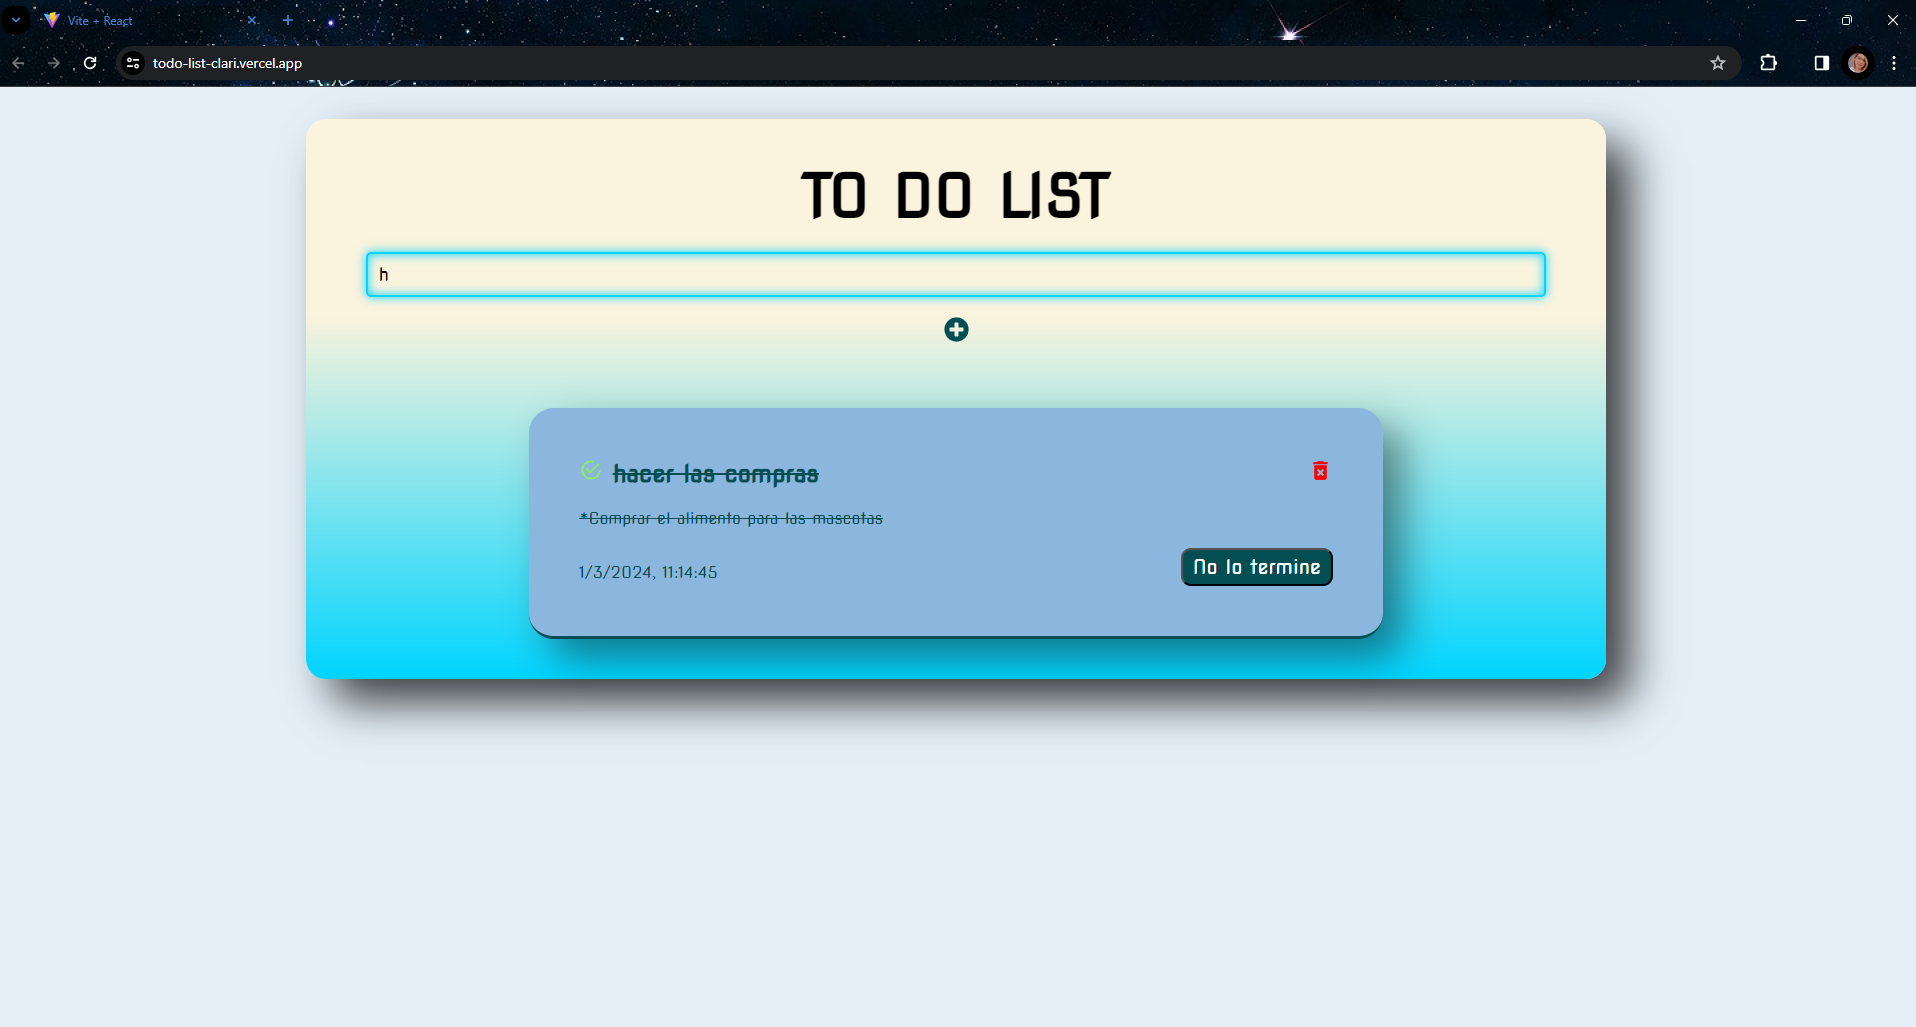 Vite + React
todo-list-clari.vercel.app
TO DO LIST
h
hacer las compras
*Comprar el alimento para las mascotas
1/3/2024, 11:14:45
No lo termine